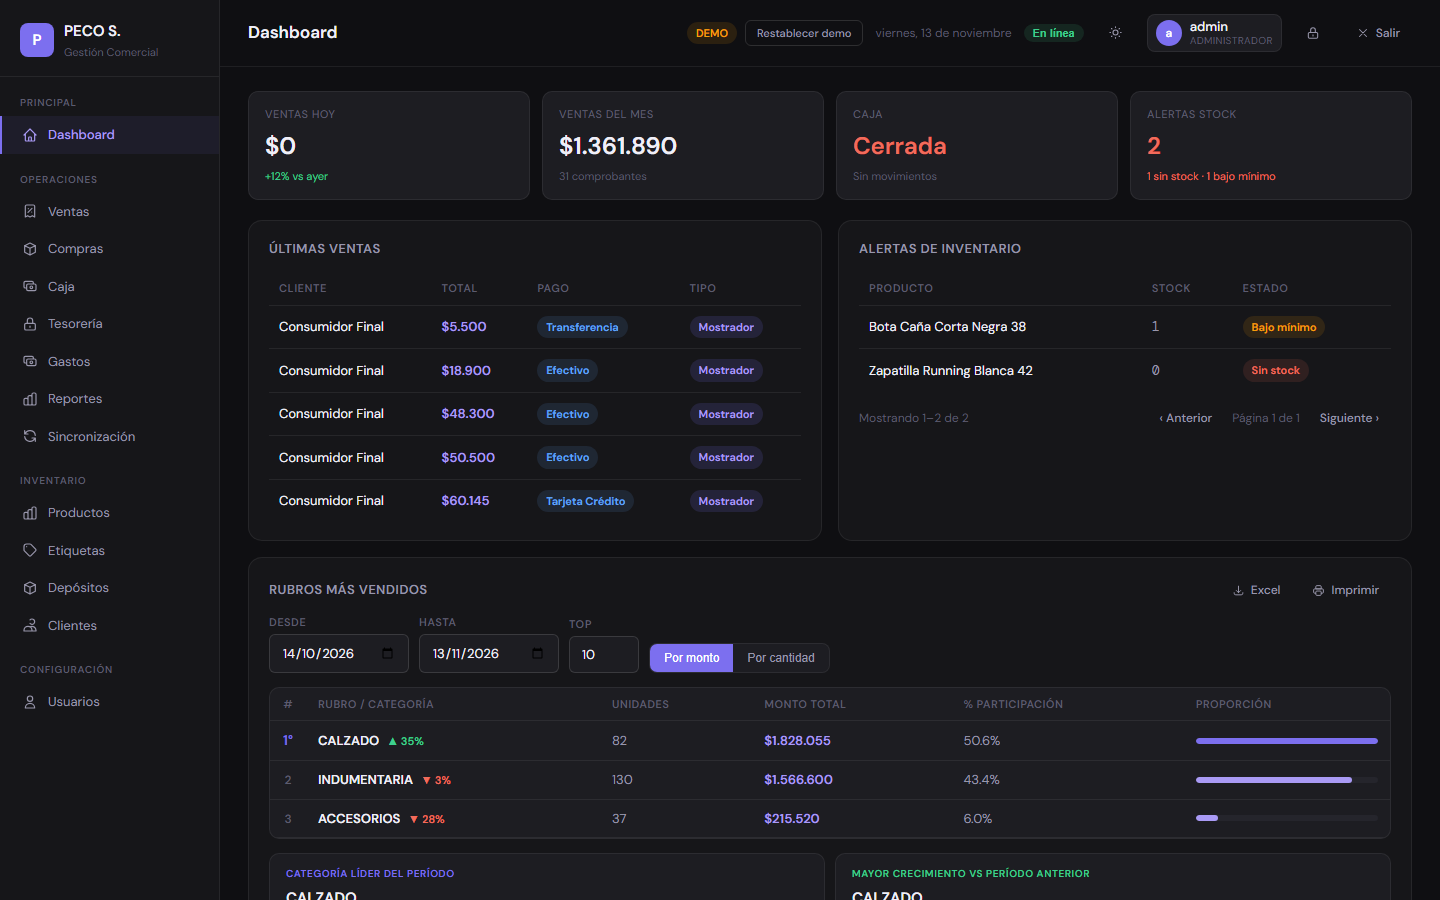 P
PECO S.
Gestión Comercial
PRINCIPAL
Dashboard
OPERACIONES
Ventas
Compras
Caja
Tesorería
Gastos
Reportes
Sincronización
INVENTARIO
Productos
Etiquetas
Depósitos
Clientes
CONFIGURACIÓN
Usuarios
Dashboard
DEMO
Restablecer demo
viernes, 13 de noviembre
En línea
a
admin
ADMINISTRADOR
Salir
VENTAS HOY
$0
+12% vs ayer
VENTAS DEL MES
$1.361.890
31 comprobantes
CAJA
Cerrada
Sin movimientos
ALERTAS STOCK
2
1 sin stock · 1 bajo mínimo
ÚLTIMAS VENTAS
CLIENTE TOTAL PAGO TIPO
Consumidor Final $5.500 Transferencia Mostrador
Consumidor Final $18.900 Efectivo Mostrador
Consumidor Final $48.300 Efectivo Mostrador
Consumidor Final $50.500 Efectivo Mostrador
Consumidor Final $60.145 Tarjeta Crédito Mostrador
ALERTAS DE INVENTARIO
PRODUCTO STOCK ESTADO
Bota Caña Corta Negra 38 1 Bajo mínimo
Zapatilla Running Blanca 42 0 Sin stock
Mostrando 1–2 de 2 ‹ Anterior Página 1 de 1 Siguiente ›
RUBROS MÁS VENDIDOS
Excel Imprimir
DESDE HASTA TOP
14/10/2026 13/11/2026 10 Por monto Por cantidad
# RUBRO / CATEGORÍA UNIDADES MONTO TOTAL % PARTICIPACIÓN PROPORCIÓN
1° CALZADO ▲ 35% 82 $1.828.055 50.6%
2 INDUMENTARIA ▼ 3% 130 $1.566.600 43.4%
3 ACCESORIOS ▼ 28% 37 $215.520 6.0%
CATEGORÍA LÍDER DEL PERÍODO
CALZADO
MAYOR CRECIMIENTO VS PERÍODO ANTERIOR
CALZADO